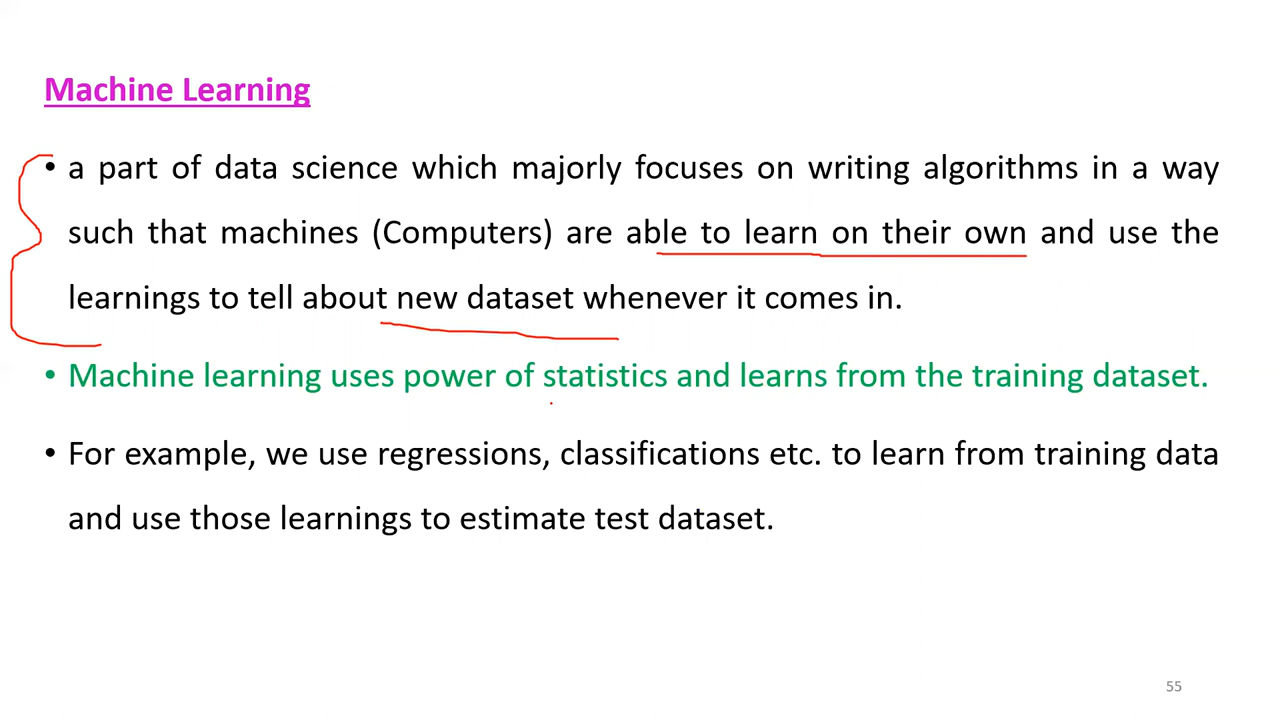 Machine Learning
• a part of data science which majorly focuses on writing algorithms in a way
such that machines (Computers) are able to learn on their own and use the
learnings to tell about new dataset whenever it comes in.
• Machine learning uses power of statistics and learns from the training dataset.
• For example, we use regressions, classifications etc. to learn from training data
and use those learnings to estimate test dataset.
55